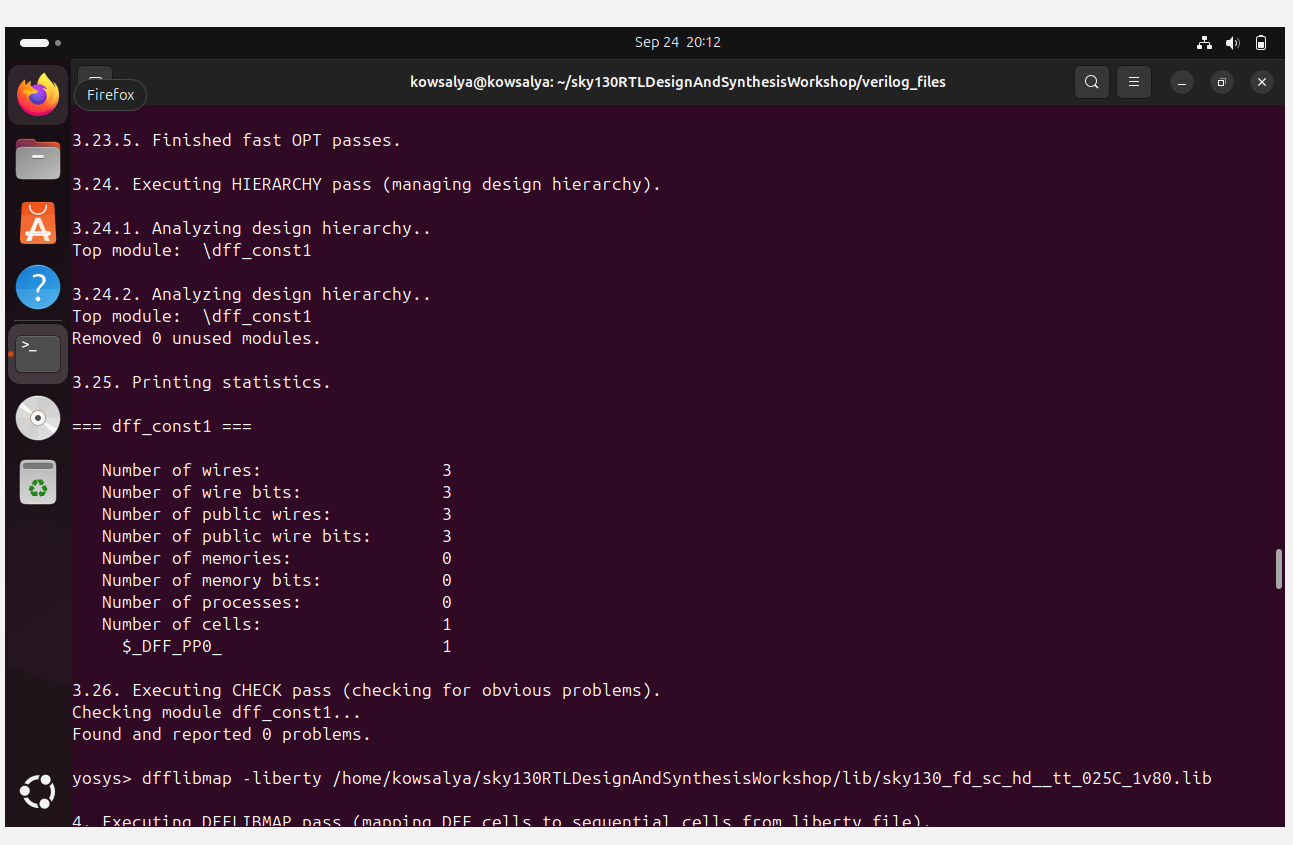 Sep 24 20:12
kowsalya@kowsalya: ~/sky130RTLDesignAndSynthesisWorkshop/verilog_files
Firefox
3.23.5. Finished fast OPT passes.
3.24. Executing HIERARCHY pass (managing design hierarchy).
3.24.1. Analyzing design hierarchy..
Top module:  \dff_const1
3.24.2. Analyzing design hierarchy..
Top module:  \dff_const1
Removed 0 unused modules.
3.25. Printing statistics.
=== dff_const1 ===
Number of wires: 3
Number of wire bits: 3
Number of public wires: 3
Number of public wire bits: 3
Number of memories: 0
Number of memory bits: 0
Number of processes: 0
Number of cells: 1
$_DFF_PP0_ 1
3.26. Executing CHECK pass (checking for obvious problems).
Checking module dff_const1...
Found and reported 0 problems.
yosys> dfflibmap -liberty /home/kowsalya/sky130RTLDesignAndSynthesisWorkshop/lib/sky130_fd_sc_hd__tt_025C_1v80.lib
4. Executing DFFLIBMAP pass (mapping DFF cells to sequential cells from liberty file).